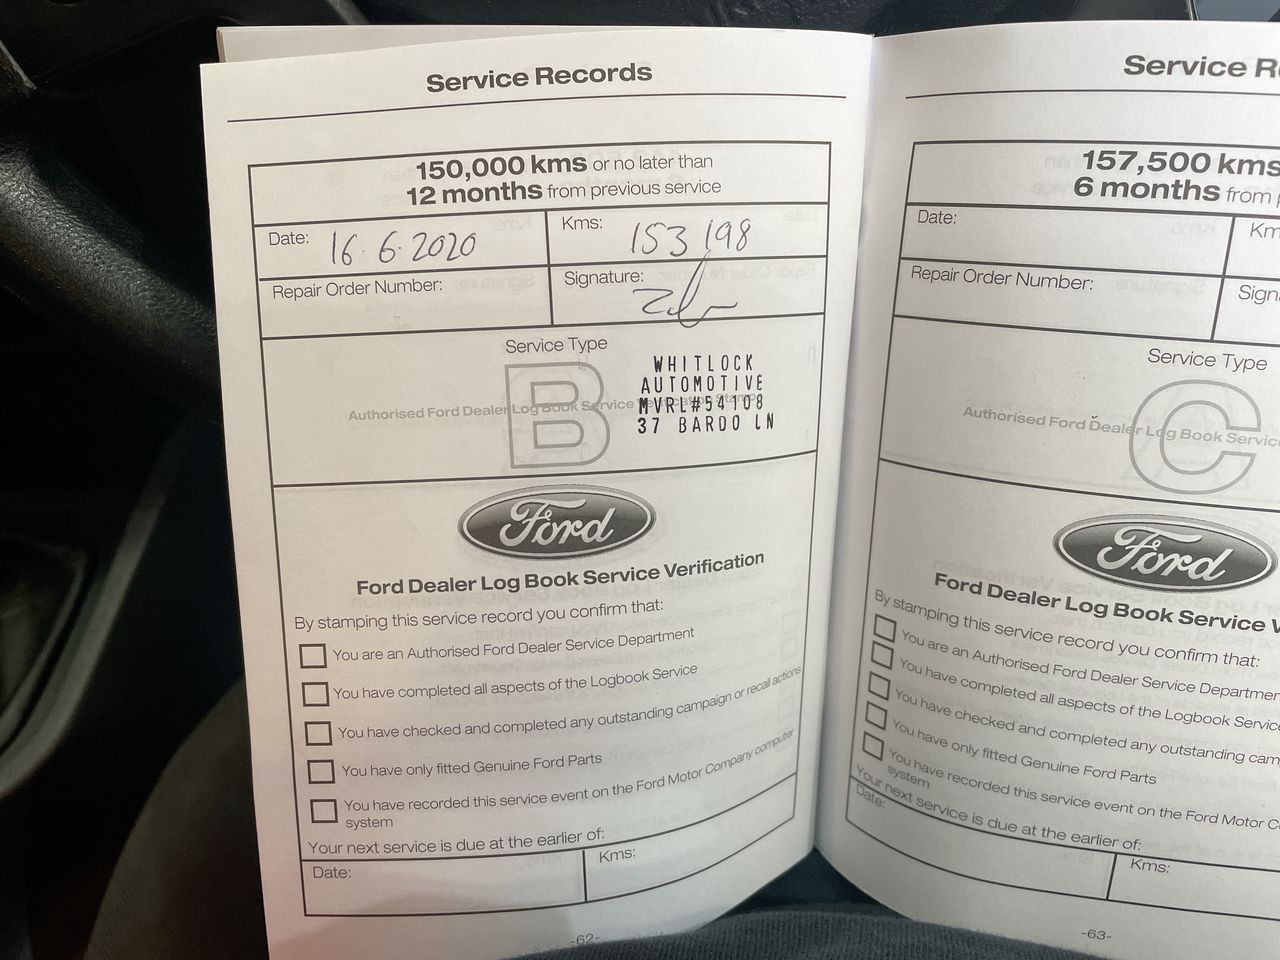 Service Records
150,000 kms or no later than
12 months from previous service
Date: 16·6·2020
Kms: 153 198
Repair Order Number:
Signature:
Service Type
B
Authorised Ford Dealer Log Book Service Verification Stamp
WHITLOCK
AUTOMOTIVE
MVRL#54108
37 BARDO LN
Ford
Ford Dealer Log Book Service Verification
By stamping this service record you confirm that:
You are an Authorised Ford Dealer Service Department
You have completed all aspects of the Logbook Service
You have checked and completed any outstanding campaign or recall actions
You have only fitted Genuine Ford Parts
You have recorded this service event on the Ford Motor Company computer
system
Your next service is due at the earlier of:
Date:
Kms:
-62-
Service R
157,500 kms
6 months from
Date:
Km
Repair Order Number:
Sign
Service Type
C
Authorised Ford Dealer Log Book Service
Ford
Ford Dealer Log Book Service V
By stamping this service record you confirm that:
You are an Authorised Ford Dealer Service Departmen
You have completed all aspects of the Logbook Service
You have checked and completed any outstanding cam
You have only fitted Genuine Ford Parts
You have recorded this service event on the Ford Motor C
system
Your next service is due at the earlier of:
Date:
Kms:
-63-